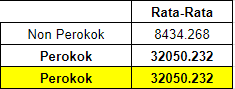 Rata-Rata
Non Perokok 8434.268
Perokok 32050.232
Perokok 32050.232